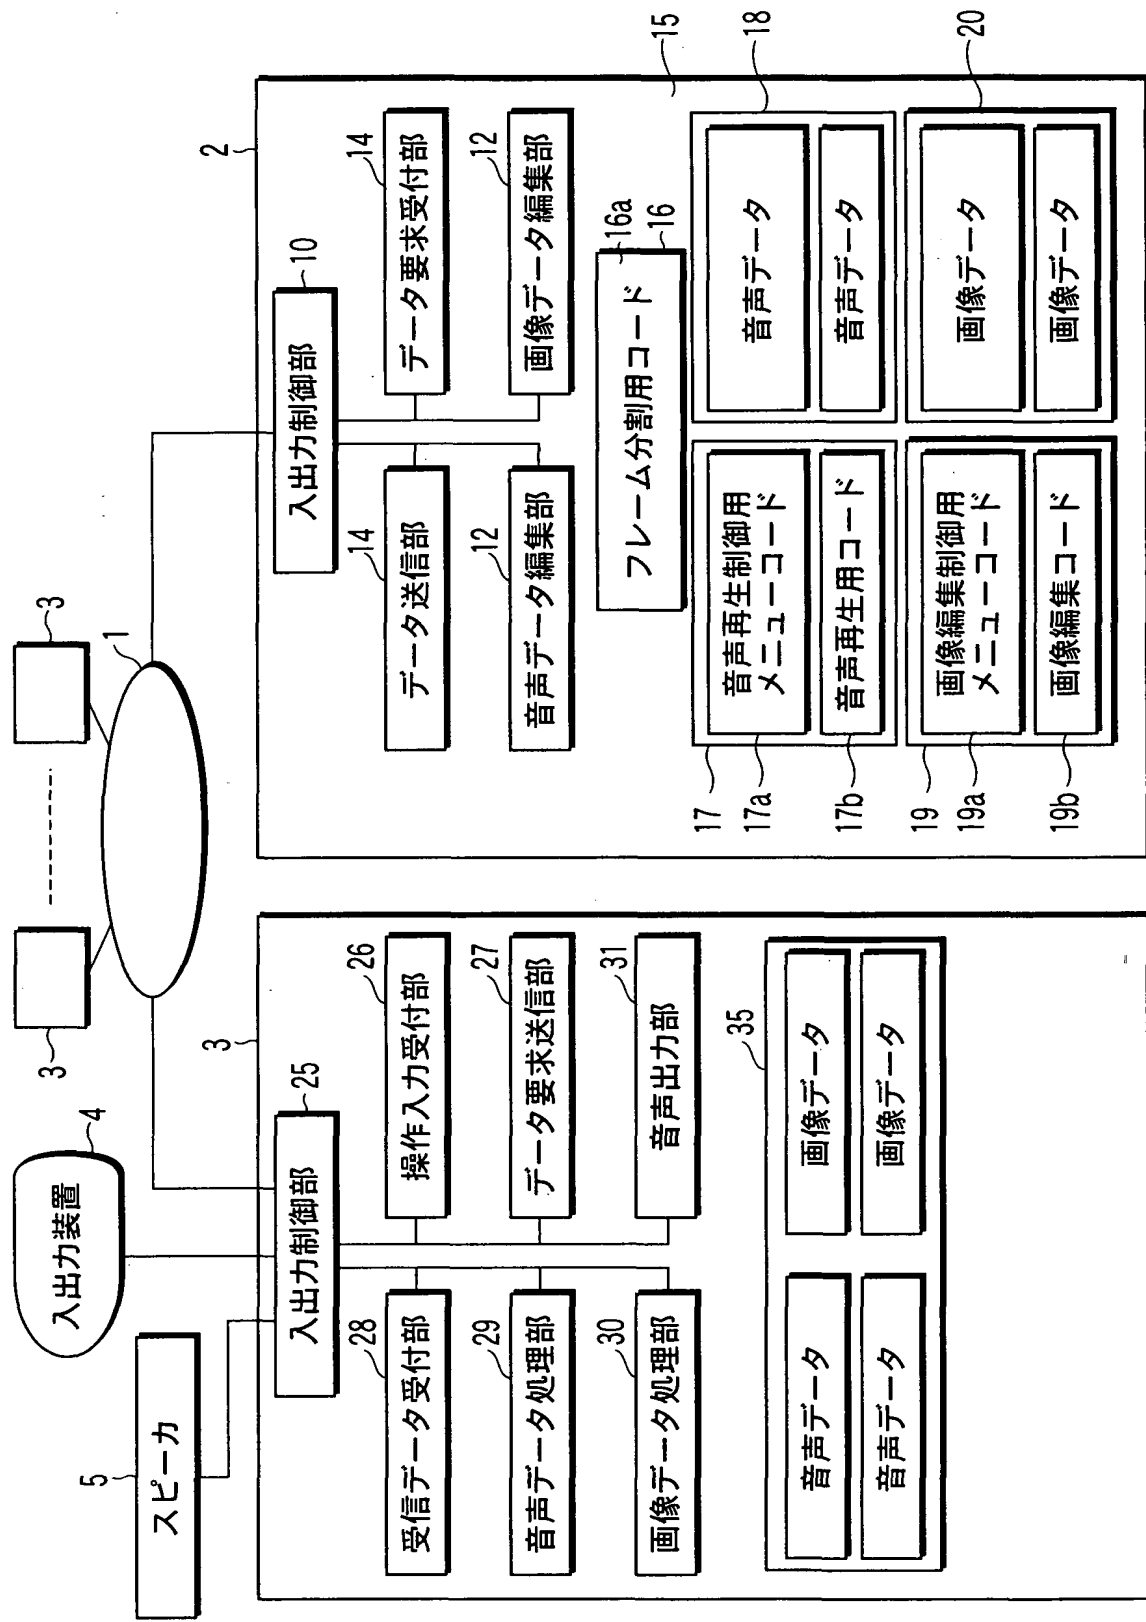 5
スピーカ
入出力装置
4
3
3
1
3
入出力制御部
25
28
受信データ受付部
操作入力受付部
26
29
音声データ処理部
データ要求送信部
27
30
画像データ処理部
音声出力部
31
35
音声データ
画像データ
音声データ
画像データ
2
入出力制御部
10
14
データ送信部
データ要求受付部
14
12
音声データ編集部
画像データ編集部
12
15
フレーム分割用コード
16a
16
17
17a
音声再生制御用
メニューコード
17b
音声再生用コード
18
音声データ
音声データ
19
19a
画像編集制御用
メニューコード
19b
画像編集コード
20
画像データ
画像データ